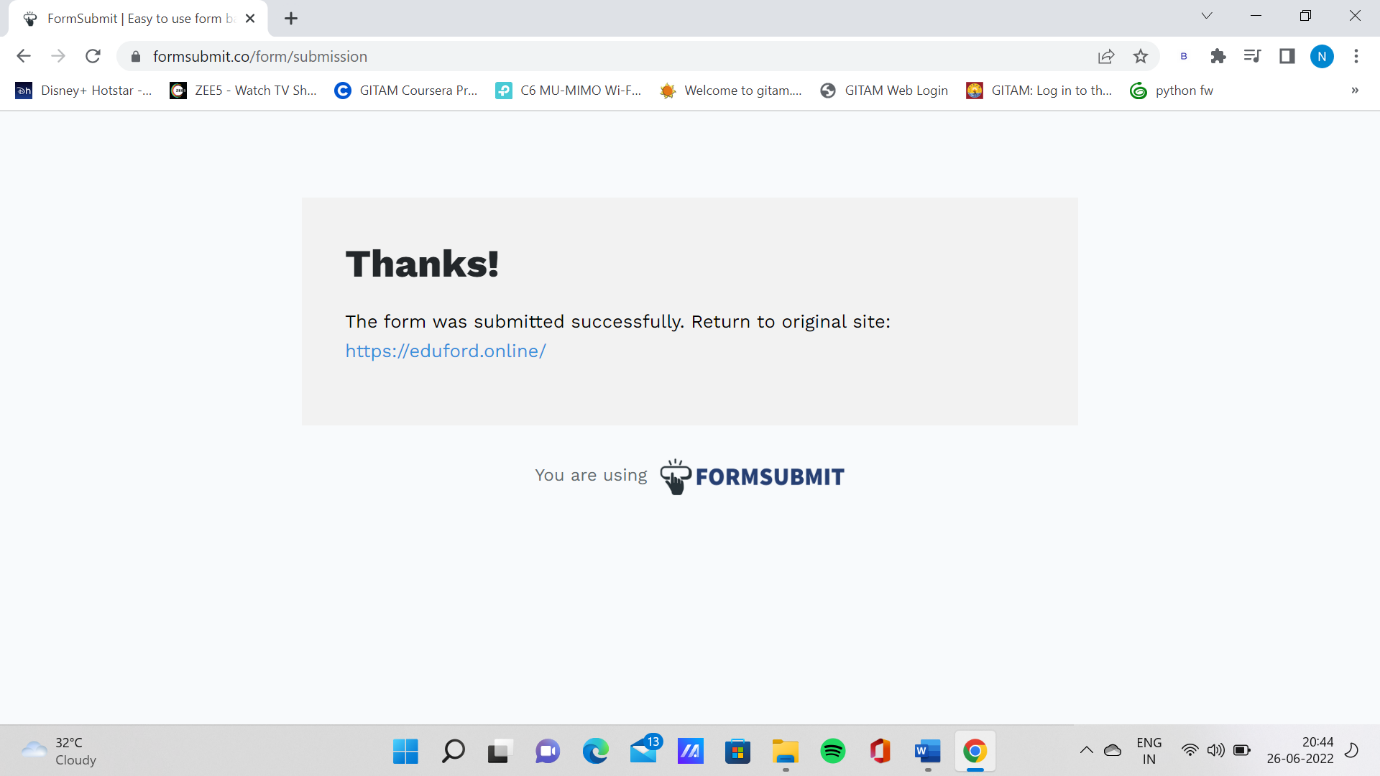 FormSubmit | Easy to use form b
formsubmit.co/form/submission
B
N
Disney+ Hotstar -...
ZEE5 - Watch TV Sh...
GITAM Coursera Pr...
C6 MU-MIMO Wi-F...
Welcome to gitam....
GITAM Web Login
GITAM: Log in to th...
python fw
»
Thanks!
The form was submitted successfully. Return to original site:
https://eduford.online/
You are using FORMSUBMIT
32°C
Cloudy
13
ENG
IN
20:44
26-06-2022